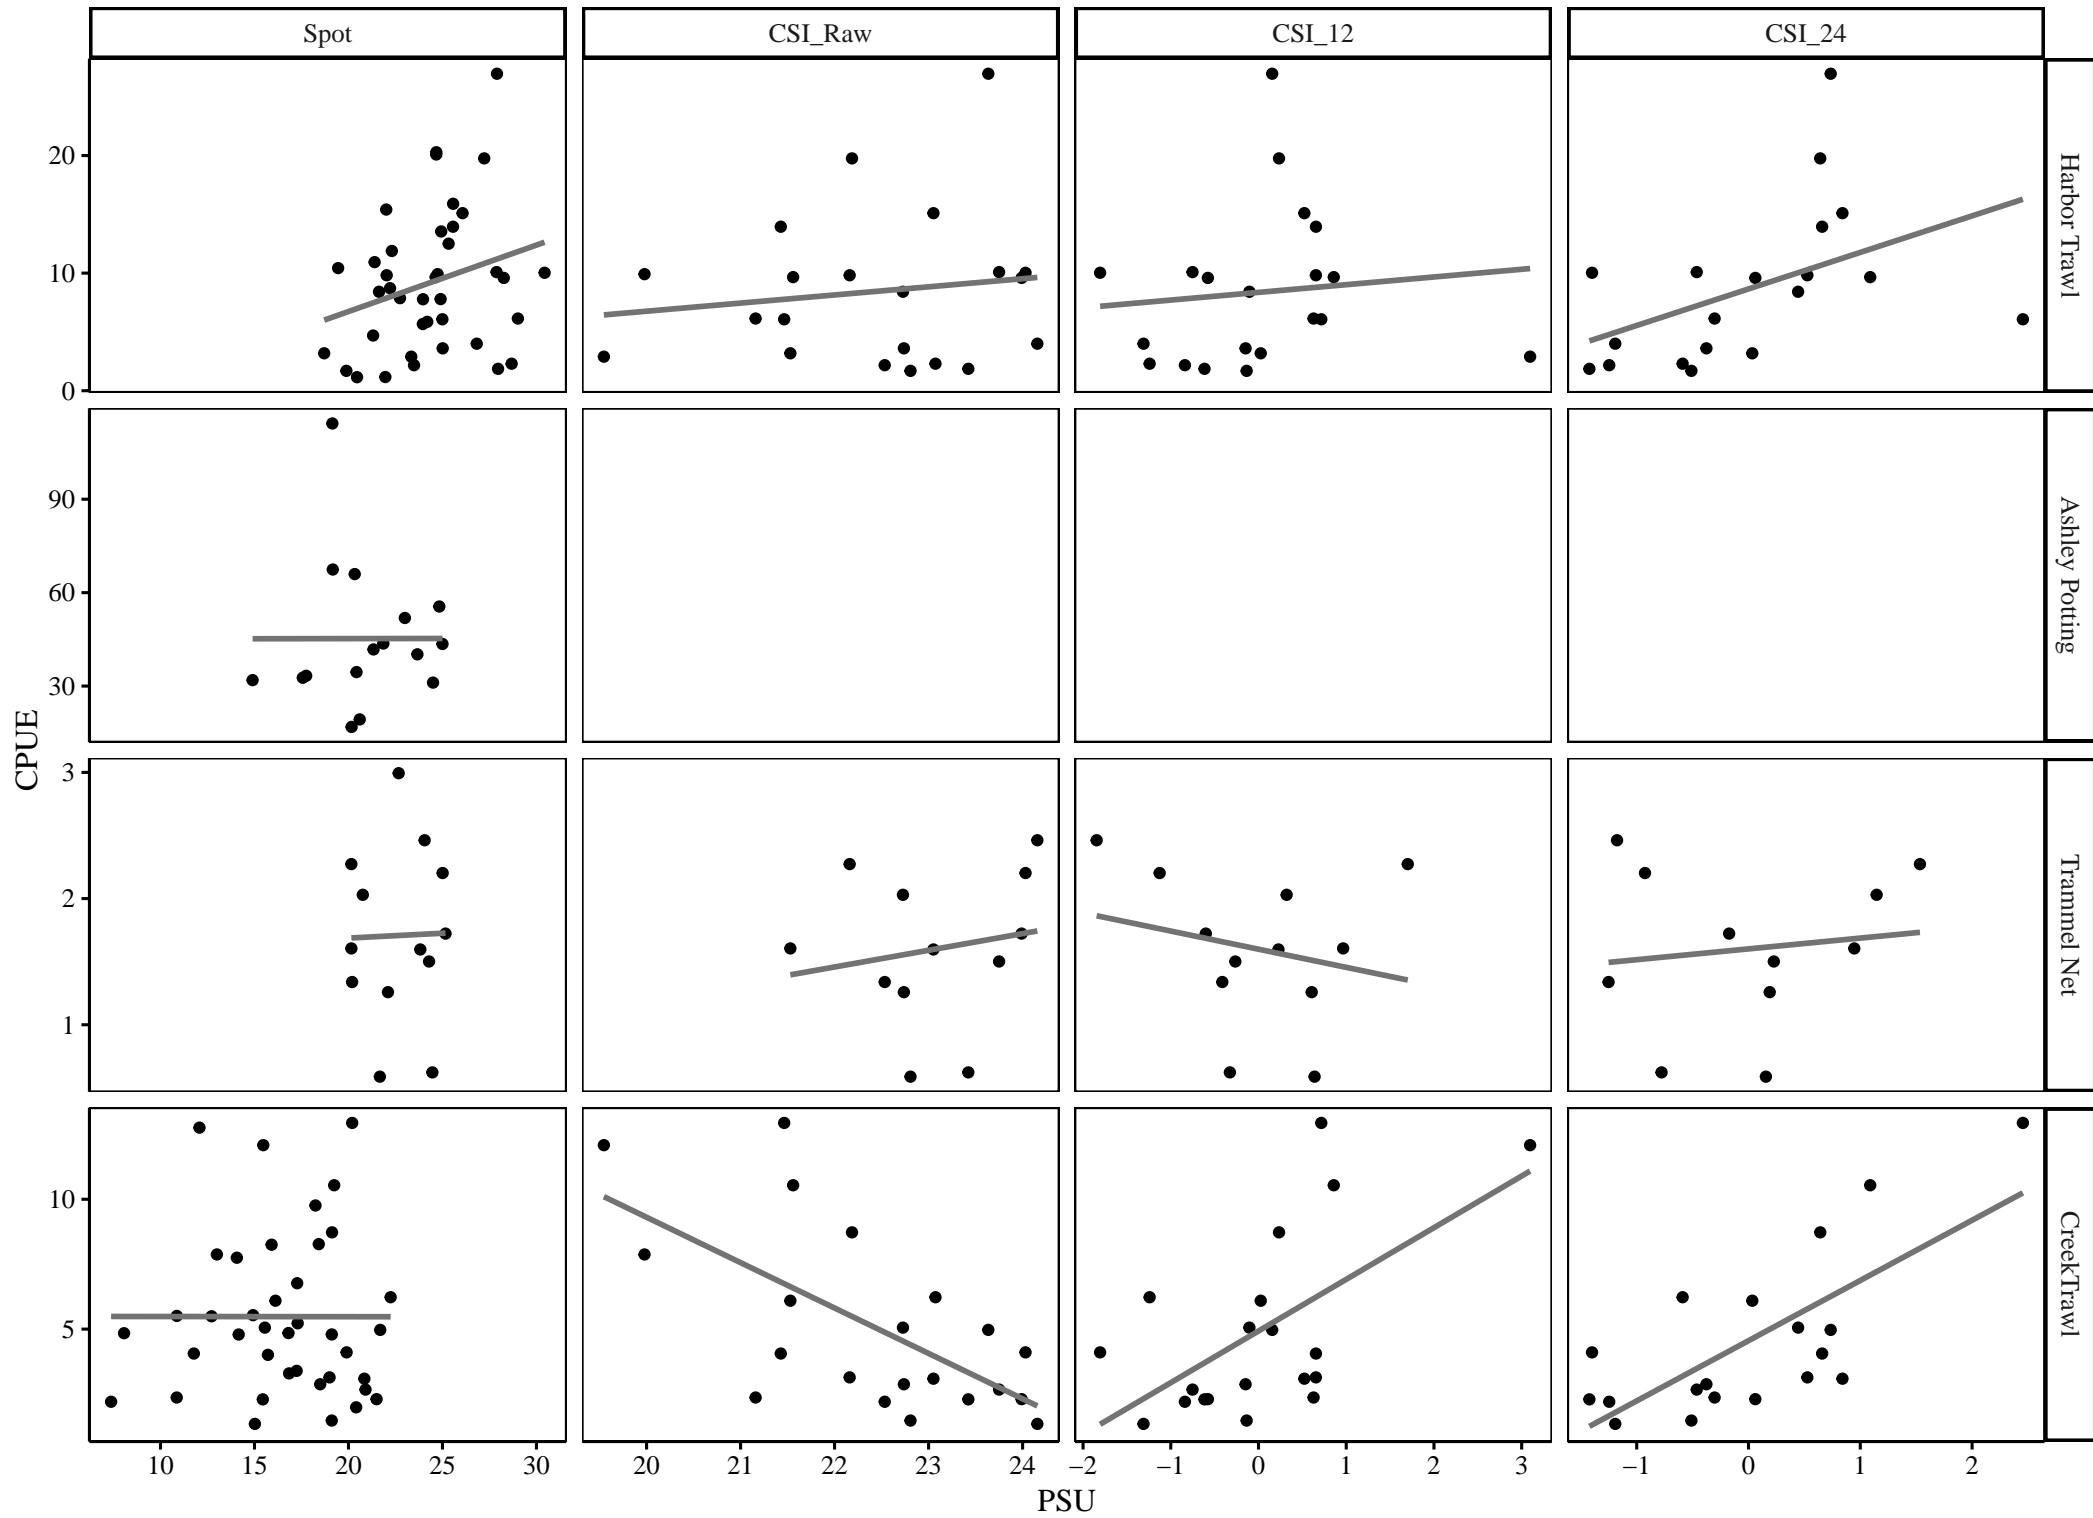 Spot CSI_Raw CSI_12 CSI_24
20
10
0
Harbor Trawl
90
60
30
Ashley Potting
CPUE
3
2
1
Trammel Net
10
5
CreekTrawl
10 15 20 25 30 20 21 22 23 24 −2 −1 0 1 2 3 −1 0 1 2
PSU